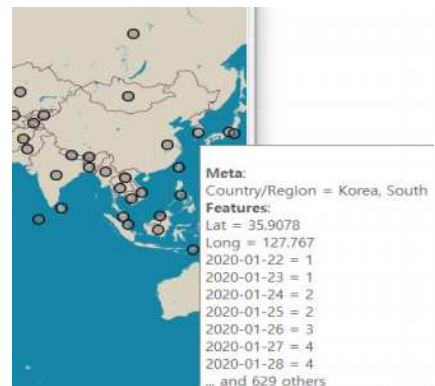 Meta:
Country/Region = Korea, South
Features:
Lat = 35.9078
Long = 127.767
2020-01-22 = 1
2020-01-23 = 1
2020-01-24 = 2
2020-01-25 = 2
2020-01-26 = 3
2020-01-27 = 4
2020-01-28 = 4
... and 629 others